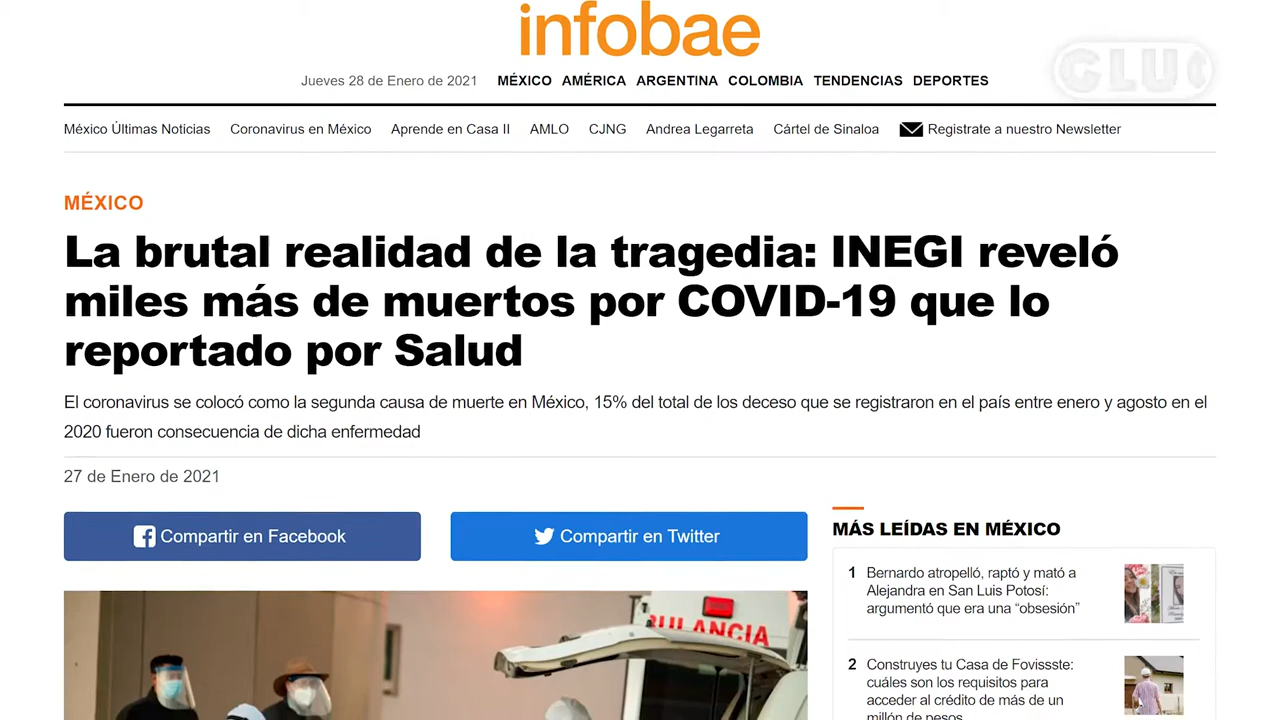 infobae
CLUC
Jueves 28 de Enero de 2021 MÉXICO AMÉRICA ARGENTINA COLOMBIA TENDENCIAS DEPORTES
México Últimas Noticias Coronavirus en México Aprende en Casa II AMLO CJNG Andrea Legarreta Cártel de Sinaloa Registrate a nuestro Newsletter
MÉXICO
La brutal realidad de la tragedia: INEGI reveló
miles más de muertos por COVID-19 que lo
reportado por Salud
El coronavirus se colocó como la segunda causa de muerte en México, 15% del total de los deceso que se registraron en el país entre enero y agosto en el
2020 fueron consecuencia de dicha enfermedad
27 de Enero de 2021
Compartir en Facebook
Compartir en Twitter
MÁS LEÍDAS EN MÉXICO
1 Bernardo atropelló, raptó y mató a
Alejandra en San Luis Potosí:
argumentó que era una “obsesión”
2 Construyes tu Casa de Fovissste:
cuáles son los requisitos para
acceder al crédito de más de un
millón de pesos
BULANCIA